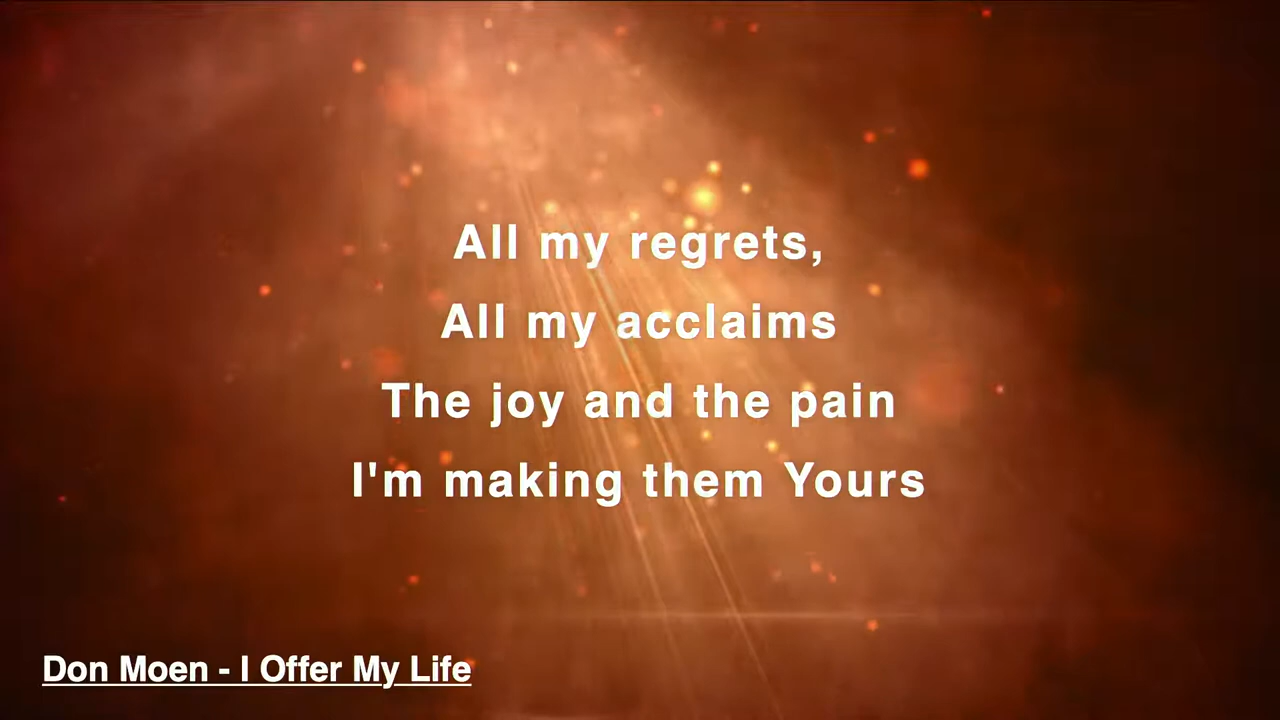 All my regrets,
All my acclaims
The joy and the pain
I'm making them Yours
Don Moen - I Offer My Life